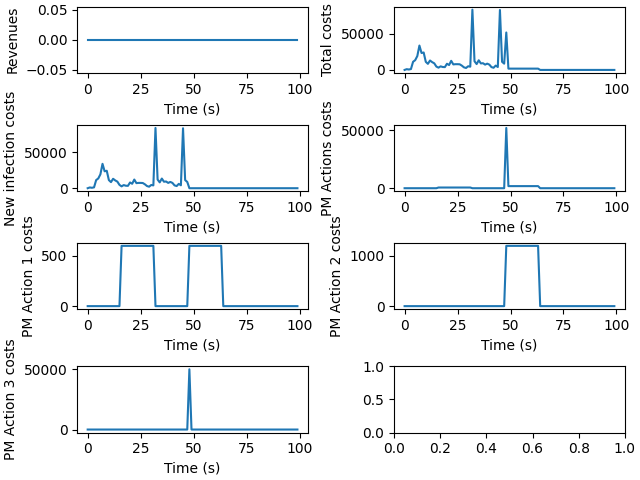 Revenues
0.05
0.00
−0.05
0 25 50 75 100
Time (s)
Total costs
50000
0
0 25 50 75 100
Time (s)
New infection costs
50000
0
0 25 50 75 100
Time (s)
PM Actions costs
50000
0
0 25 50 75 100
Time (s)
PM Action 1 costs
500
0
0 25 50 75 100
Time (s)
PM Action 2 costs
1000
0
0 25 50 75 100
Time (s)
PM Action 3 costs
50000
0
0 25 50 75 100
Time (s)
1.0
0.5
0.0
0.0 0.2 0.4 0.6 0.8 1.0